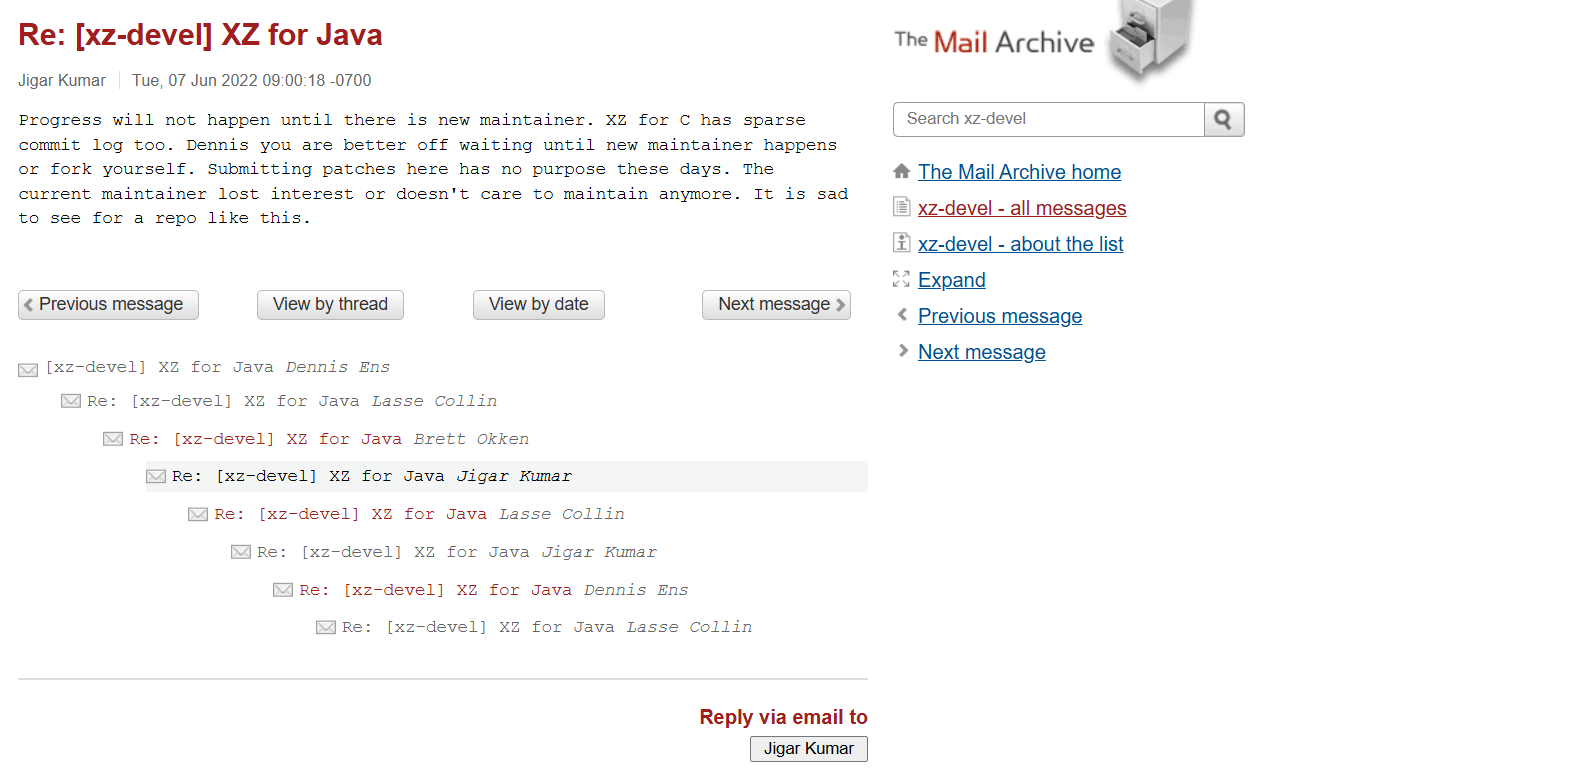 Re: [xz-devel] XZ for Java
Jigar Kumar Tue, 07 Jun 2022 09:00:18 -0700
Progress will not happen until there is new maintainer. XZ for C has sparse
commit log too. Dennis you are better off waiting until new maintainer happens
or fork yourself. Submitting patches here has no purpose these days. The
current maintainer lost interest or doesn't care to maintain anymore. It is sad
to see for a repo like this.
Previous message
View by thread
View by date
Next message
[xz-devel] XZ for Java Dennis Ens
Re: [xz-devel] XZ for Java Lasse Collin
Re: [xz-devel] XZ for Java Brett Okken
Re: [xz-devel] XZ for Java Jigar Kumar
Re: [xz-devel] XZ for Java Lasse Collin
Re: [xz-devel] XZ for Java Jigar Kumar
Re: [xz-devel] XZ for Java Dennis Ens
Re: [xz-devel] XZ for Java Lasse Collin
Reply via email to
Jigar Kumar
The Mail Archive
Search xz-devel
The Mail Archive home
xz-devel - all messages
xz-devel - about the list
Expand
Previous message
Next message